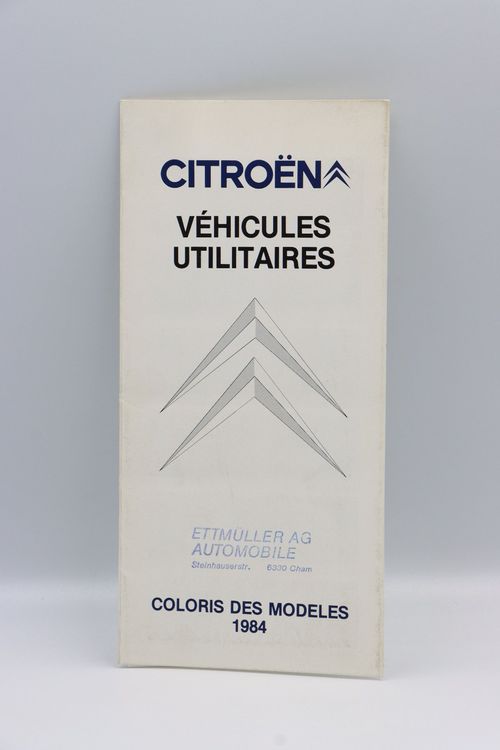 CITROËN
VÉHICULES
UTILITAIRES
ETTMÜLLER AG
AUTOMOBILE
Steinhauserstr. 6330 Cham
COLORIS DES MODELES
1984